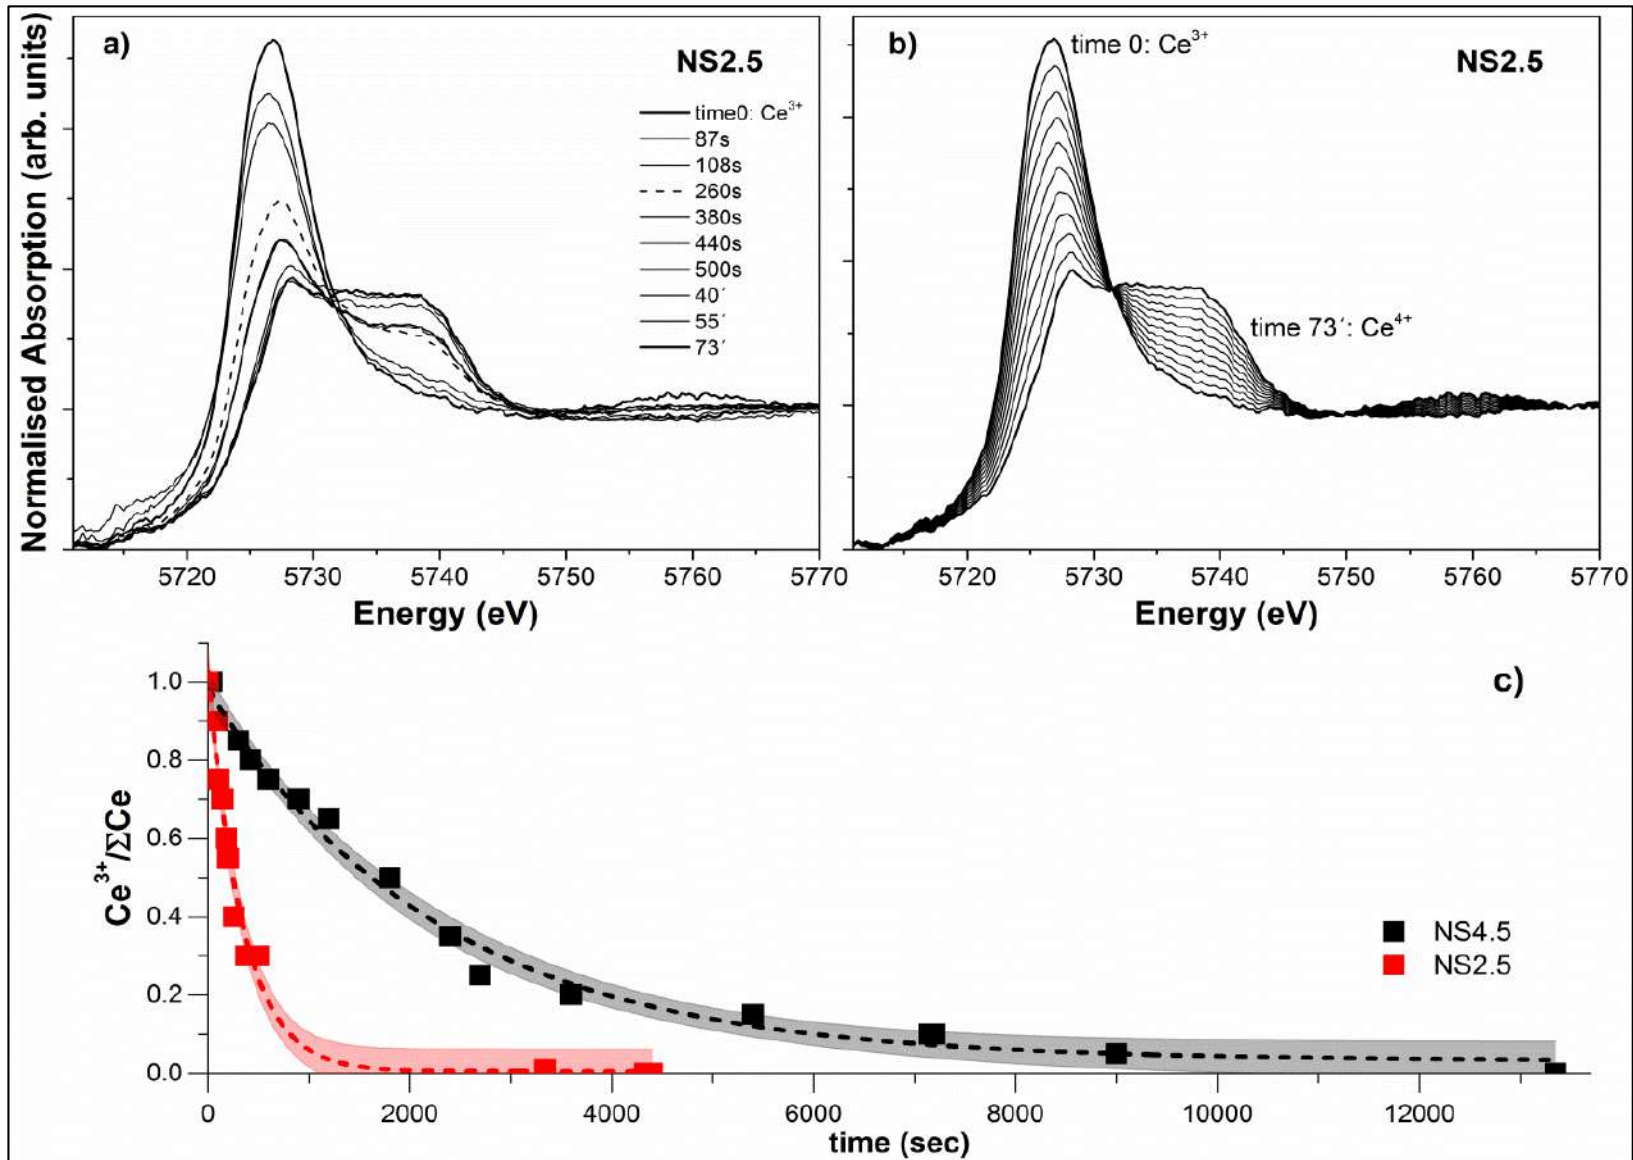 a)
NS2.5
time0: Ce³⁺
87s
108s
260s
380s
440s
500s
40´
55´
73´
Normalised Absorption (arb. units)
5720 5730 5740 5750 5760 5770
Energy (eV)
b)
time 0: Ce³⁺
NS2.5
time 73´: Ce⁴⁺
5720 5730 5740 5750 5760 5770
Energy (eV)
c)
1.0
0.8
0.6
0.4
0.2
0.0
Ce³⁺/ΣCe
NS4.5
NS2.5
0 2000 4000 6000 8000 10000 12000
time (sec)